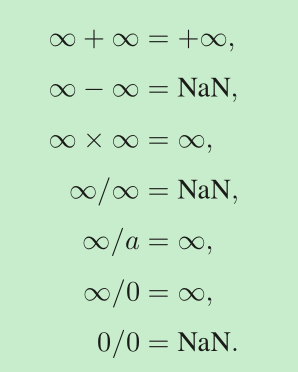 ∞ + ∞ = +∞,
∞ − ∞ = NaN,
∞ × ∞ = ∞,
∞/∞ = NaN,
∞/a = ∞,
∞/0 = ∞,
0/0 = NaN.